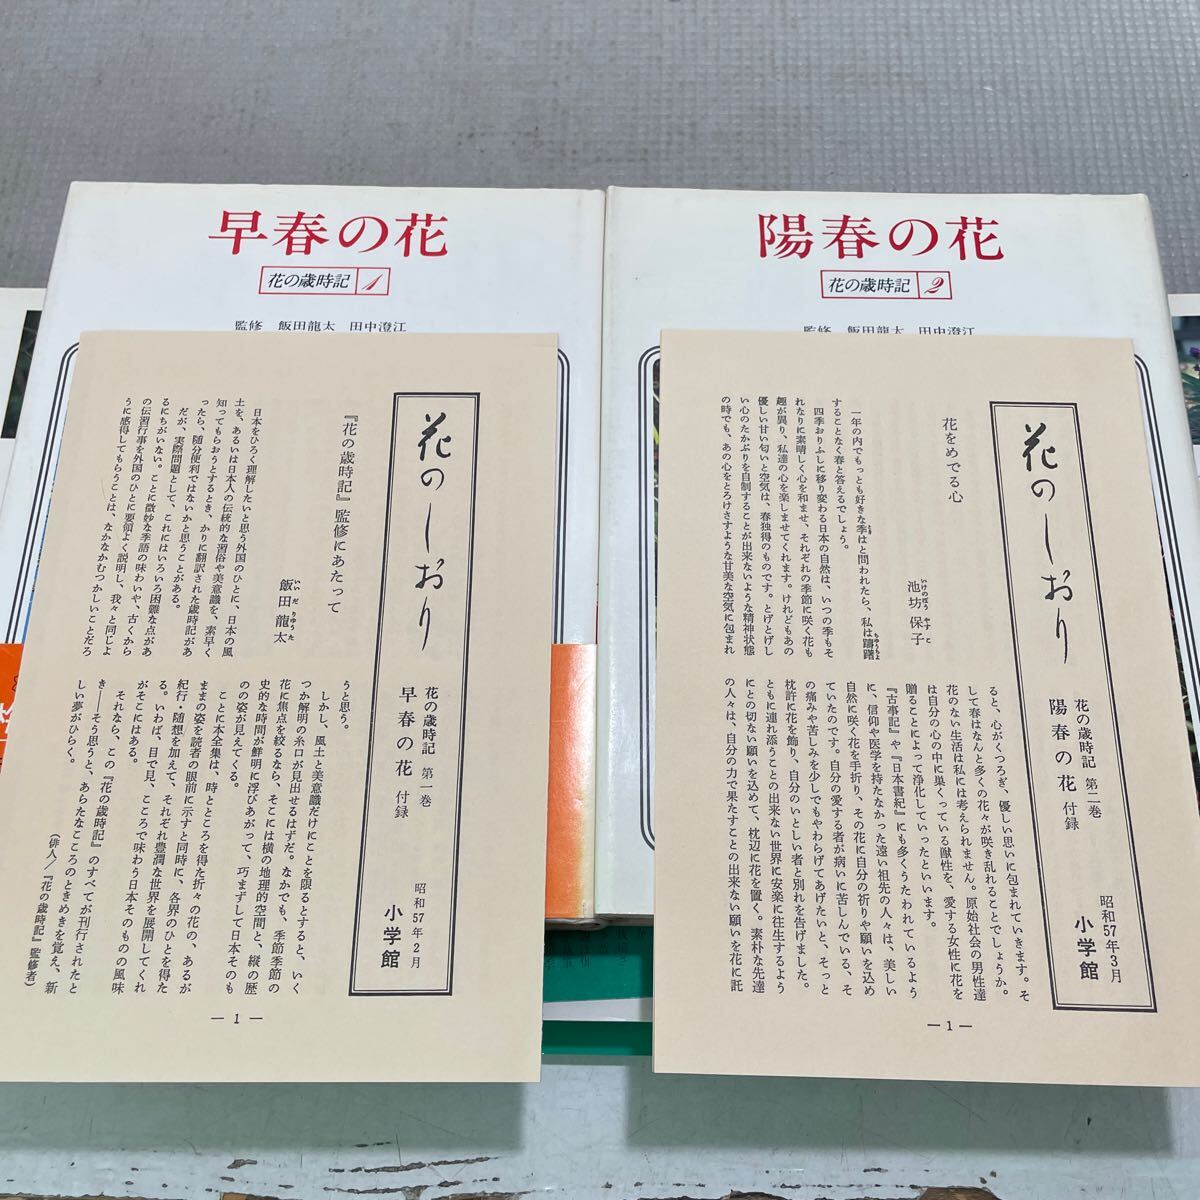 早春の花
花の歳時記 1
監修 飯田龍太 田中澄江
陽春の花
花の歳時記 2
監修 飯田龍太 田中澄江
花のしおり
花の歳時記 第一巻
早春の花 付録
昭和57年2月
小学館
『花の歳時記』監修にあたって
飯田龍太
いいだりゅうた
日本をひろく理解したいと思う外国のひとに、日本の風
土を、あるいは日本人の伝統的な習俗や美意識を、素早く
知ってもらおうとするとき、かりに翻訳された歳時記があ
ったら、随分便利ではないかと思うことがある。
だが、実際問題として、これにはいろいろ困難な点があ
るにちがいない。ことに微妙な季語の味わいや、古くから
の伝習行事を外国のひとに要領よく説明し、我々と同じよ
うに感得してもらうことは、なかなかむつかしいことだろ
うと思う。
しかし、風土と美意識だけにことを限るとすると、いく
つか解明の糸口が見出せるはずだ。なかでも、季節季節の
花に焦点を絞るなら、そこには横の地理的空間と、縦の歴
史的な時間が鮮明に浮びあがって、巧まずして日本そのも
のの姿が見えてくる。
ことに本全集は、時ところを得た折々の花の、あるが
ままの姿を読者の眼前に示すと同時に、各界のひとを得た
紀行・随想を加えて、それぞれ豊潤な世界を展開してくれ
る。いわば、目で見、こころで味わう日本そのものの風味
がそこにはある。
それなら、この『花の歳時記』のすべてが刊行されたと
き――そう思うと、あらたなこころのときめきを覚え、新
しい夢がひらく。
(俳人/『花の歳時記』監修者)
― 1 ―
花のしおり
花の歳時記 第二巻
陽春の花 付録
昭和57年3月
小学館
花をめでる心
池坊保子
いけのぼうやすこ
一年の内でもっとも好きな季はと問われたら、私は躊躇
とき
ちゅうちょ
することなく春と答えるでしょう。
四季おりふしに移り変わる日本の自然は、いつの季もそ
れなりに素晴しく心を和ませ、それぞれの季節に咲く花も
趣が異り、私達の心を楽しませてくれます。けれどもあの
優しい甘い匂いと空気は、春独得のものです。とげとげし
い心のたかぶりを自制することが出来ないような精神状態
の時でも、あの心をとろけさすような甘美な空気に包まれ
ると、心がくつろぎ、優しい思いに包まれていきます。そ
して春はなんと多くの花々が咲き乱れることでしょうか。
花のない生活は私には考えられません。原始社会の男性達
は自分の心の中に巣くっている獣性を、愛する女性に花を
贈ることによって浄化していったといいます。
『古事記』や『日本書紀』にも多くうたわれているよう
に、信仰や医学を持たなかった遠い祖先の人々は、美しい
自然に咲く花を手折り、その花に自分の祈りや願いを込め
ていたのです。自分の愛する者が病いに苦しんでいる、そ
の痛みや苦しみを少しでもやわらげてあげたいと、そっと
枕許に花を飾り、自分のいとしい者と別れを告げました。
ともに連れ添うことの出来ない世界に安楽に往生するよう
にとの切ない願いを込めて、枕辺に花を置く。素朴な先達
の人々は、自分の力で果たすことの出来ない願いを花に託
― 1 ―